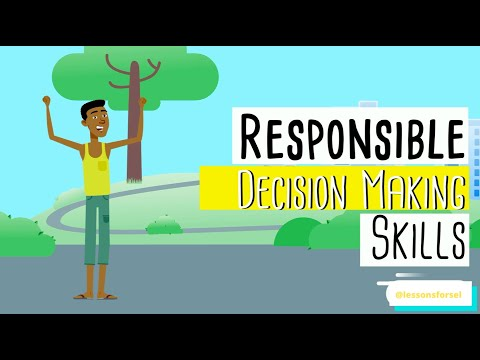 Responsible
Decision Making
Skills
@lessonsforsel